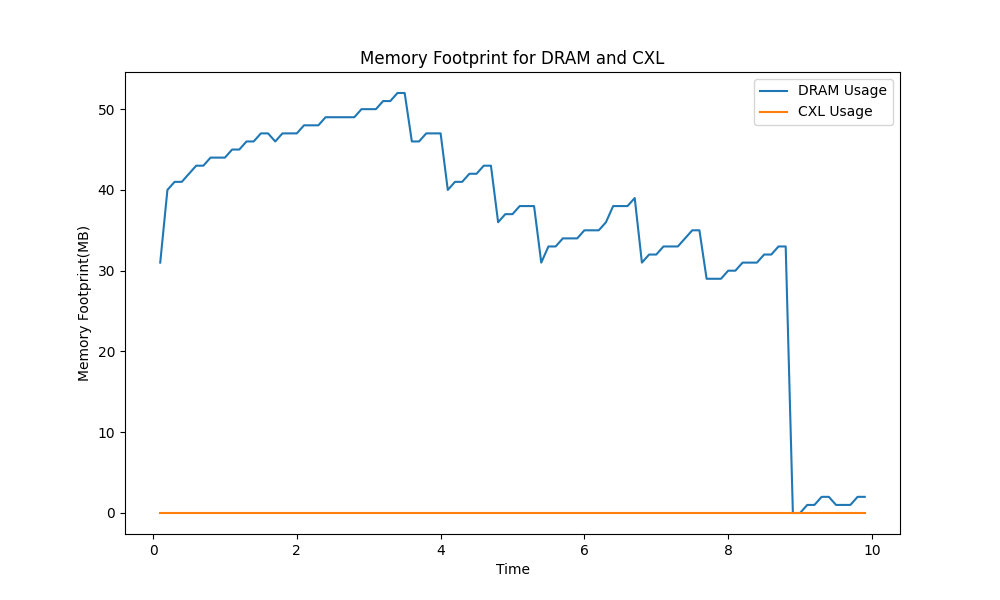 Memory Footprint for DRAM and CXL
DRAM Usage
CXL Usage
Memory Footprint(MB)
50
40
30
20
10
0
0 2 4 6 8 10
Time